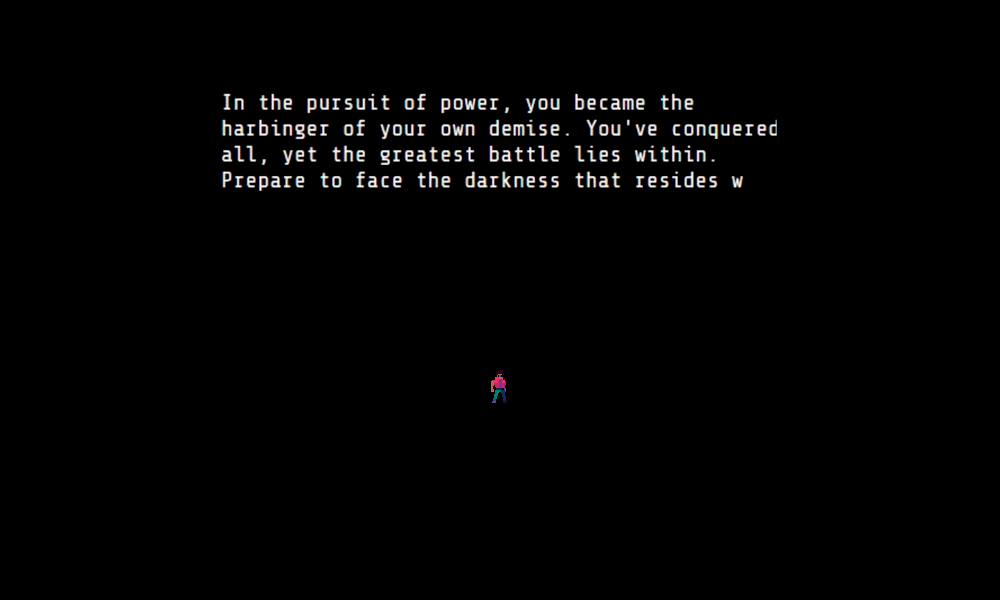 In the pursuit of power, you became the
harbinger of your own demise. You've conquered
all, yet the greatest battle lies within.
Prepare to face the darkness that resides w